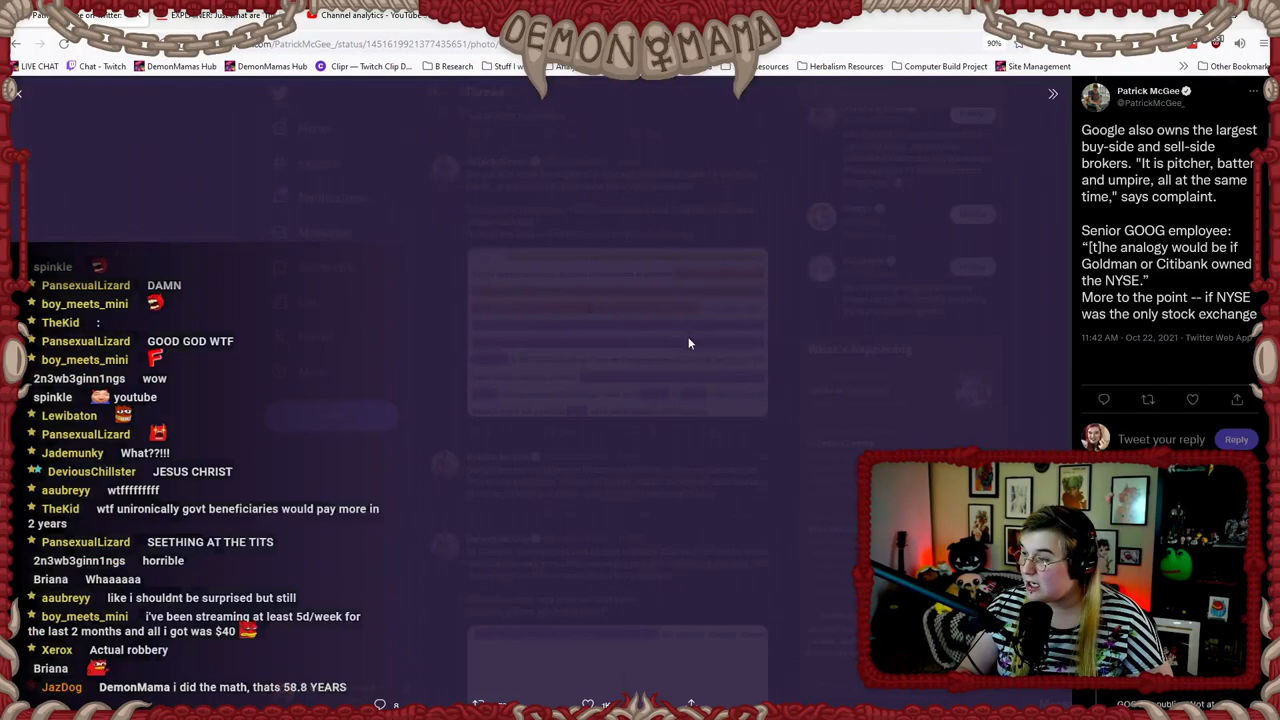 DEMON MAMA
Channel analytics - YouTube
90%
LIVE CHAT
Chat - Twitch
DemonMamas Hub
DemonMamas Hub
Clipr — Twitch Clip D...
B Research
Herbalism Resources
Computer Build Project
Site Management
Other Bookmark
Patrick McGee
@PatrickMcGee_
Google also owns the largest
buy-side and sell-side
brokers. "It is pitcher, batter
and umpire, all at the same
time," says complaint.
Senior GOOG employee:
“[t]he analogy would be if
Goldman or Citibank owned
the NYSE.”
More to the point -- if NYSE
was the only stock exchange
11:42 AM · Oct 22, 2021 · Twitter Web App
Tweet your reply
Reply
spinkle
PansexualLizard DAMN
boy_meets_mini
TheKid :
PansexualLizard GOOD GOD WTF
boy_meets_mini F
2n3wb3ginn1ngs wow
spinkle youtube
Lewibaton
PansexualLizard
Jademunky What??!!!
DeviousChillster JESUS CHRIST
aaubreyy wtfffffffff
TheKid wtf unironically govt beneficiaries would pay more in
2 years
PansexualLizard SEETHING AT THE TITS
2n3wb3ginn1ngs horrible
Briana Whaaaaaa
aaubreyy like i shouldnt be surprised but still
boy_meets_mini i've been streaming at least 5d/week for
the last 2 months and all i got was $40
Xerox Actual robbery
Briana
JazDog DemonMama i did the math, thats 58.8 YEARS
8